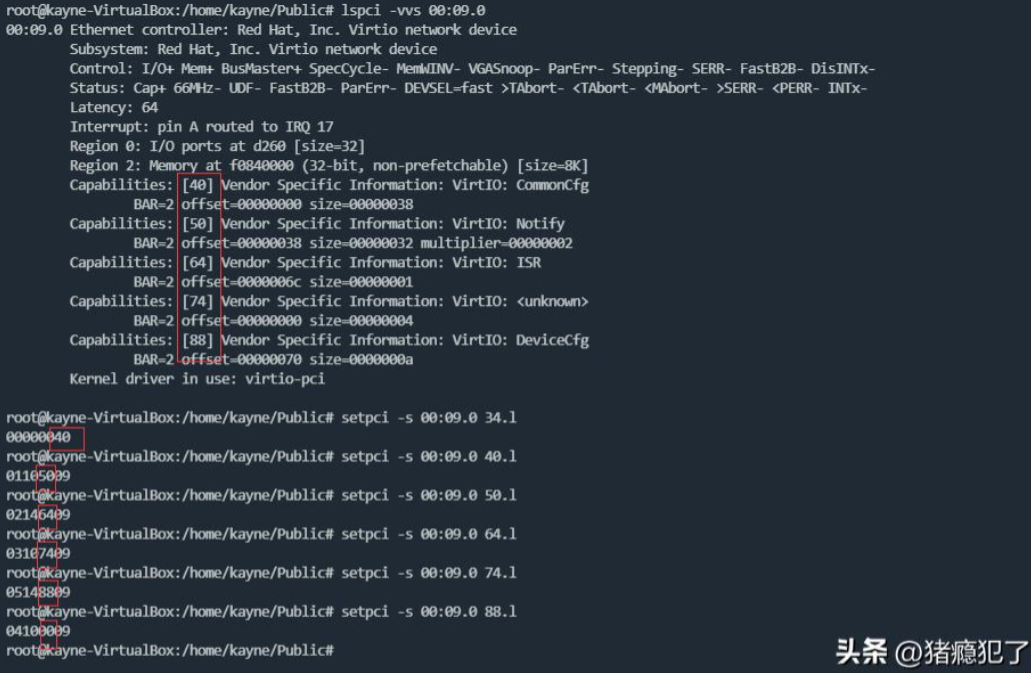 root@kayne-VirtualBox:/home/kayne/Public# lspci -vvs 00:09.0
00:09.0 Ethernet controller: Red Hat, Inc. Virtio network device
Subsystem: Red Hat, Inc. Virtio network device
Control: I/O+ Mem+ BusMaster+ SpecCycle- MemWINV- VGASnoop- ParErr- Stepping- SERR- FastB2B- DisINTx-
Status: Cap+ 66MHz- UDF- FastB2B- ParErr- DEVSEL=fast >TAbort- <TAbort- <MAbort- >SERR- <PERR- INTx-
Latency: 64
Interrupt: pin A routed to IRQ 17
Region 0: I/O ports at d260 [size=32]
Region 2: Memory at f0840000 (32-bit, non-prefetchable) [size=8K]
Capabilities: [40] Vendor Specific Information: VirtIO: CommonCfg
BAR=2 offset=00000000 size=00000038
Capabilities: [50] Vendor Specific Information: VirtIO: Notify
BAR=2 offset=00000038 size=00000032 multiplier=00000002
Capabilities: [64] Vendor Specific Information: VirtIO: ISR
BAR=2 offset=0000006c size=00000001
Capabilities: [74] Vendor Specific Information: VirtIO: <unknown>
BAR=2 offset=00000000 size=00000004
Capabilities: [88] Vendor Specific Information: VirtIO: DeviceCfg
BAR=2 offset=00000070 size=0000000a
Kernel driver in use: virtio-pci
root@kayne-VirtualBox:/home/kayne/Public# setpci -s 00:09.0 34.l
00000040
root@kayne-VirtualBox:/home/kayne/Public# setpci -s 00:09.0 40.l
01105009
root@kayne-VirtualBox:/home/kayne/Public# setpci -s 00:09.0 50.l
02146409
root@kayne-VirtualBox:/home/kayne/Public# setpci -s 00:09.0 64.l
03107409
root@kayne-VirtualBox:/home/kayne/Public# setpci -s 00:09.0 74.l
05148809
root@kayne-VirtualBox:/home/kayne/Public# setpci -s 00:09.0 88.l
04100009
root@kayne-VirtualBox:/home/kayne/Public#
头条 @猪瘾犯了